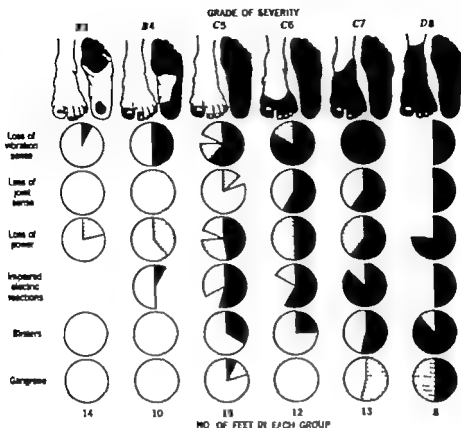 GRADE OF SEVERITY
B3 B4 C5 C6 C7 D8
Loss of
vibration
sense
Loss of
joint
sense
Loss of
power
Impaired
electric
reactions
Blisters
Gangrene
14 10 12 13 8
NO. OF FEET IN EACH GROUP